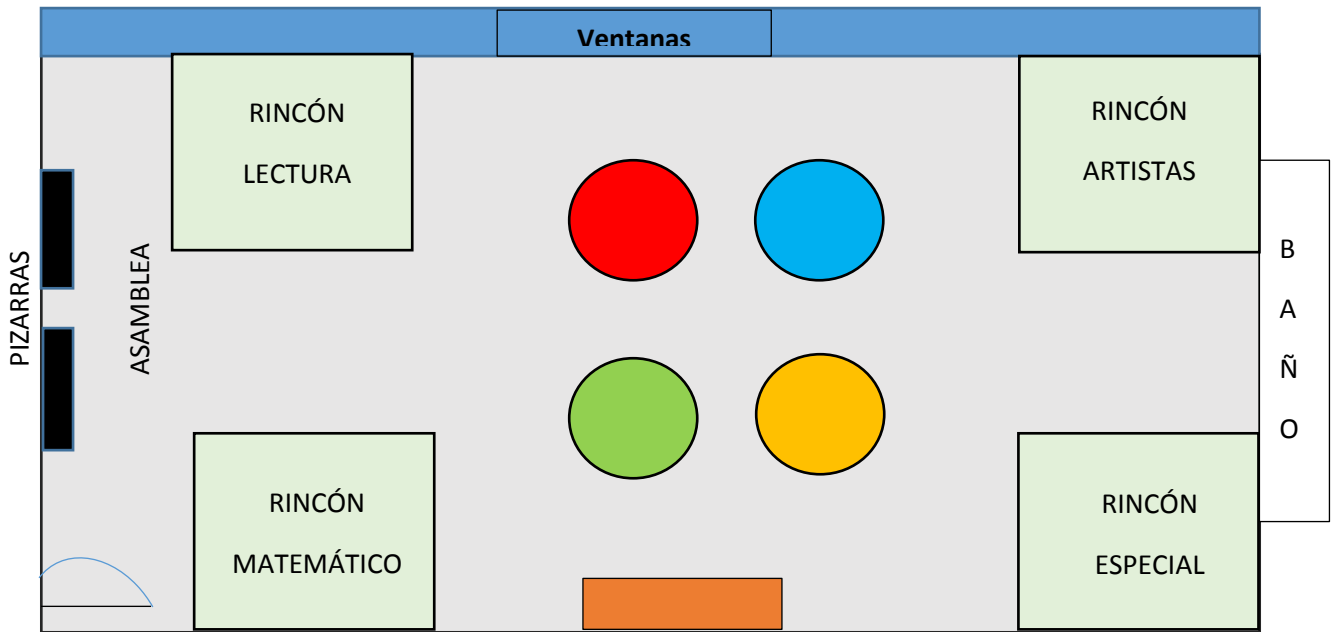 Ventanas
RINCÓN
LECTURA
RINCÓN
ARTISTAS
PIZARRAS
ASAMBLEA
B
A
Ñ
O
RINCÓN
MATEMÁTICO
RINCÓN
ESPECIAL